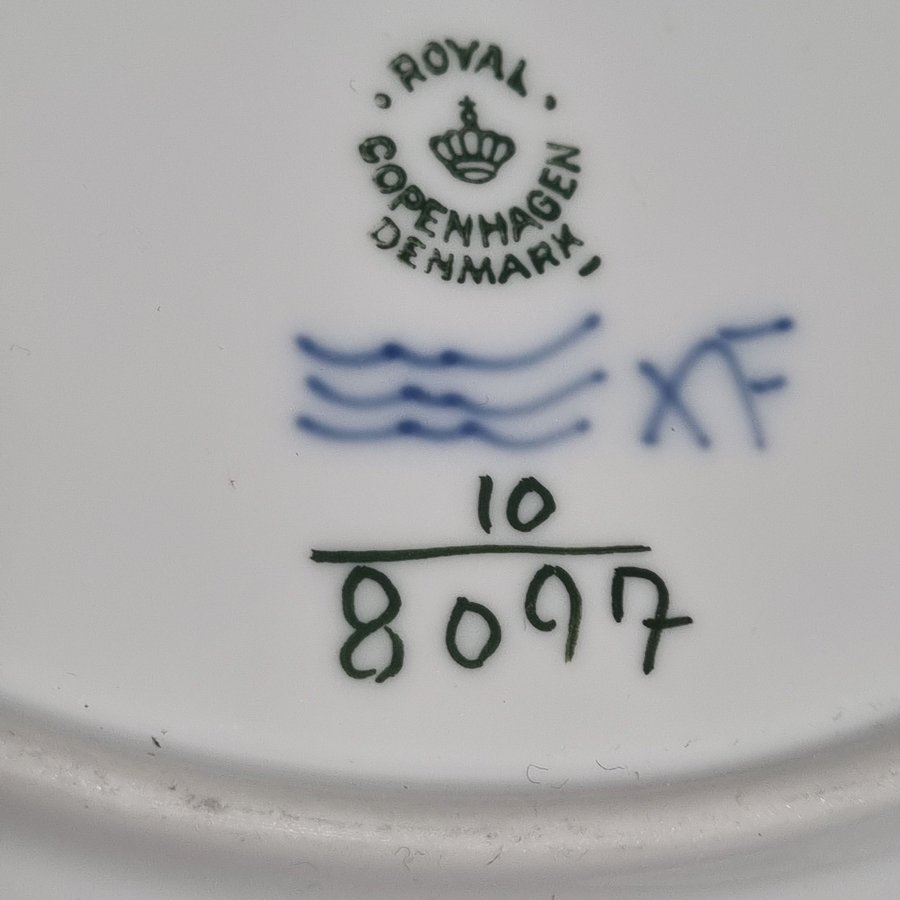 ROYAL
COPENHAGEN
DENMARK
XF
10
8097